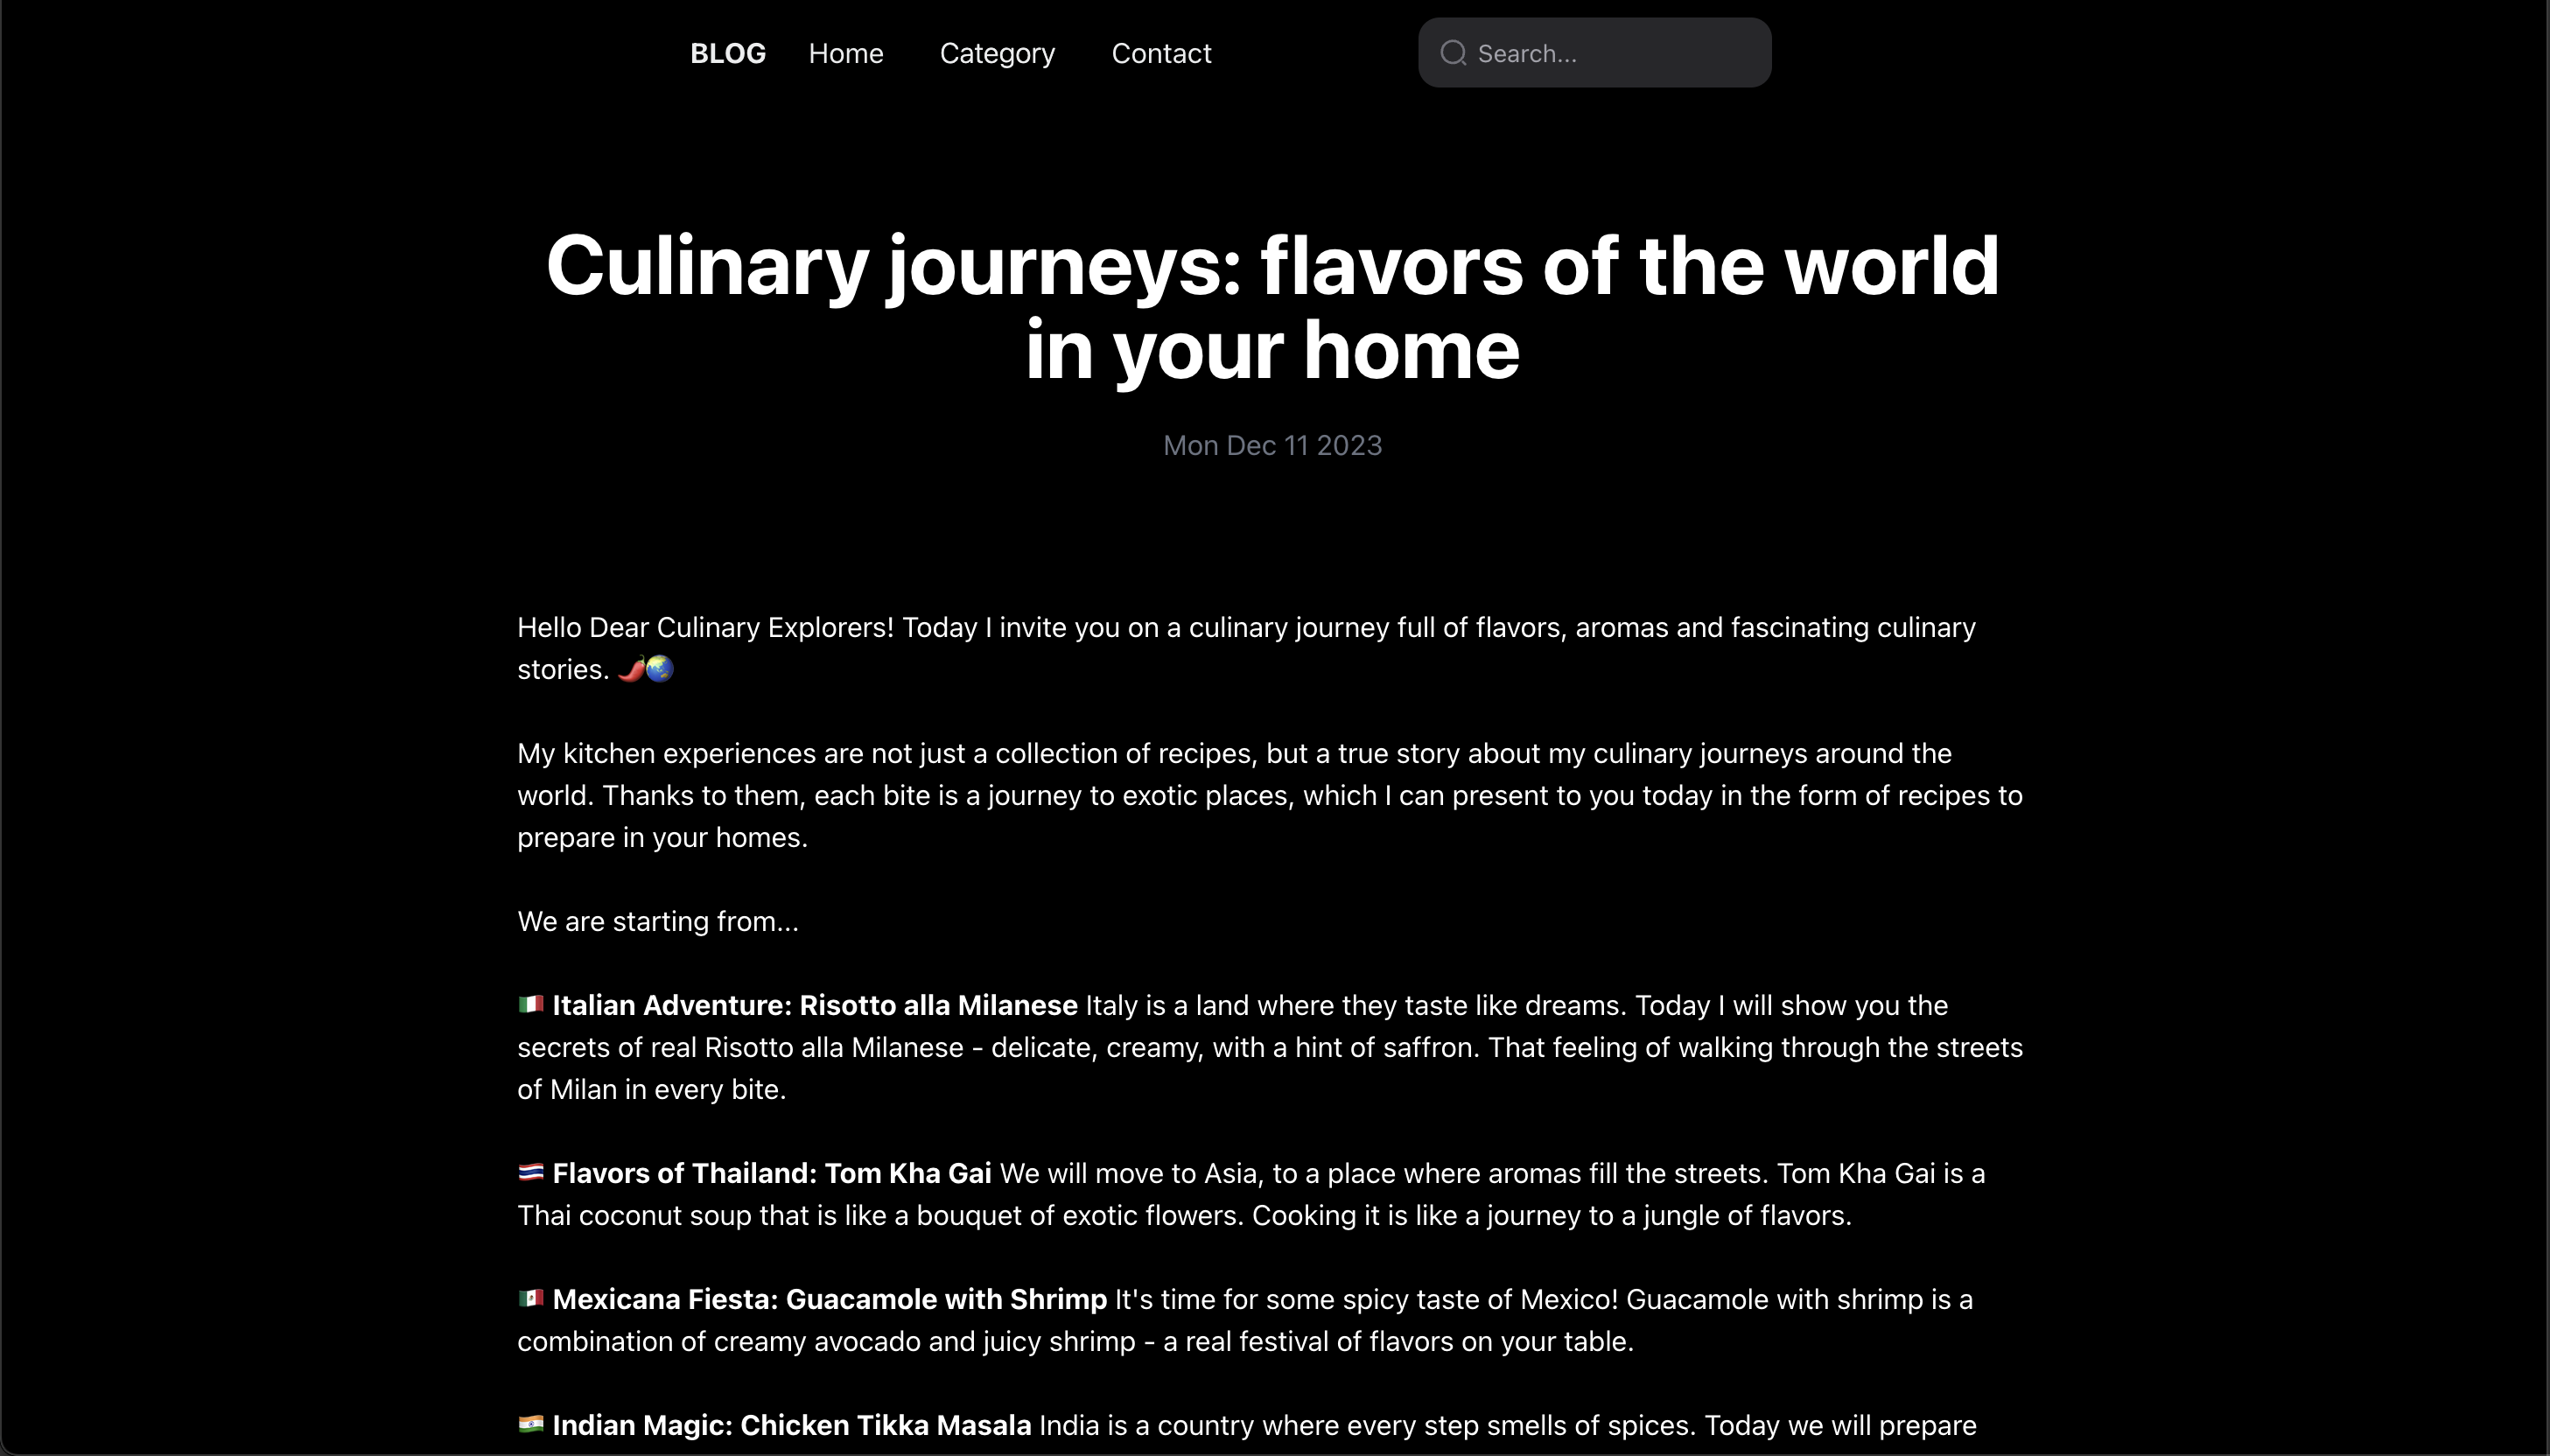 BLOG Home Category Contact Search...
Culinary journeys: flavors of the world
in your home
Mon Dec 11 2023
Hello Dear Culinary Explorers! Today I invite you on a culinary journey full of flavors, aromas and fascinating culinary
stories. 🌶️🌏
My kitchen experiences are not just a collection of recipes, but a true story about my culinary journeys around the
world. Thanks to them, each bite is a journey to exotic places, which I can present to you today in the form of recipes to
prepare in your homes.
We are starting from...
🇮🇹 Italian Adventure: Risotto alla Milanese Italy is a land where they taste like dreams. Today I will show you the
secrets of real Risotto alla Milanese - delicate, creamy, with a hint of saffron. That feeling of walking through the streets
of Milan in every bite.
🇹🇭 Flavors of Thailand: Tom Kha Gai We will move to Asia, to a place where aromas fill the streets. Tom Kha Gai is a
Thai coconut soup that is like a bouquet of exotic flowers. Cooking it is like a journey to a jungle of flavors.
🇲🇽 Mexicana Fiesta: Guacamole with Shrimp It's time for some spicy taste of Mexico! Guacamole with shrimp is a
combination of creamy avocado and juicy shrimp - a real festival of flavors on your table.
🇮🇳 Indian Magic: Chicken Tikka Masala India is a country where every step smells of spices. Today we will prepare